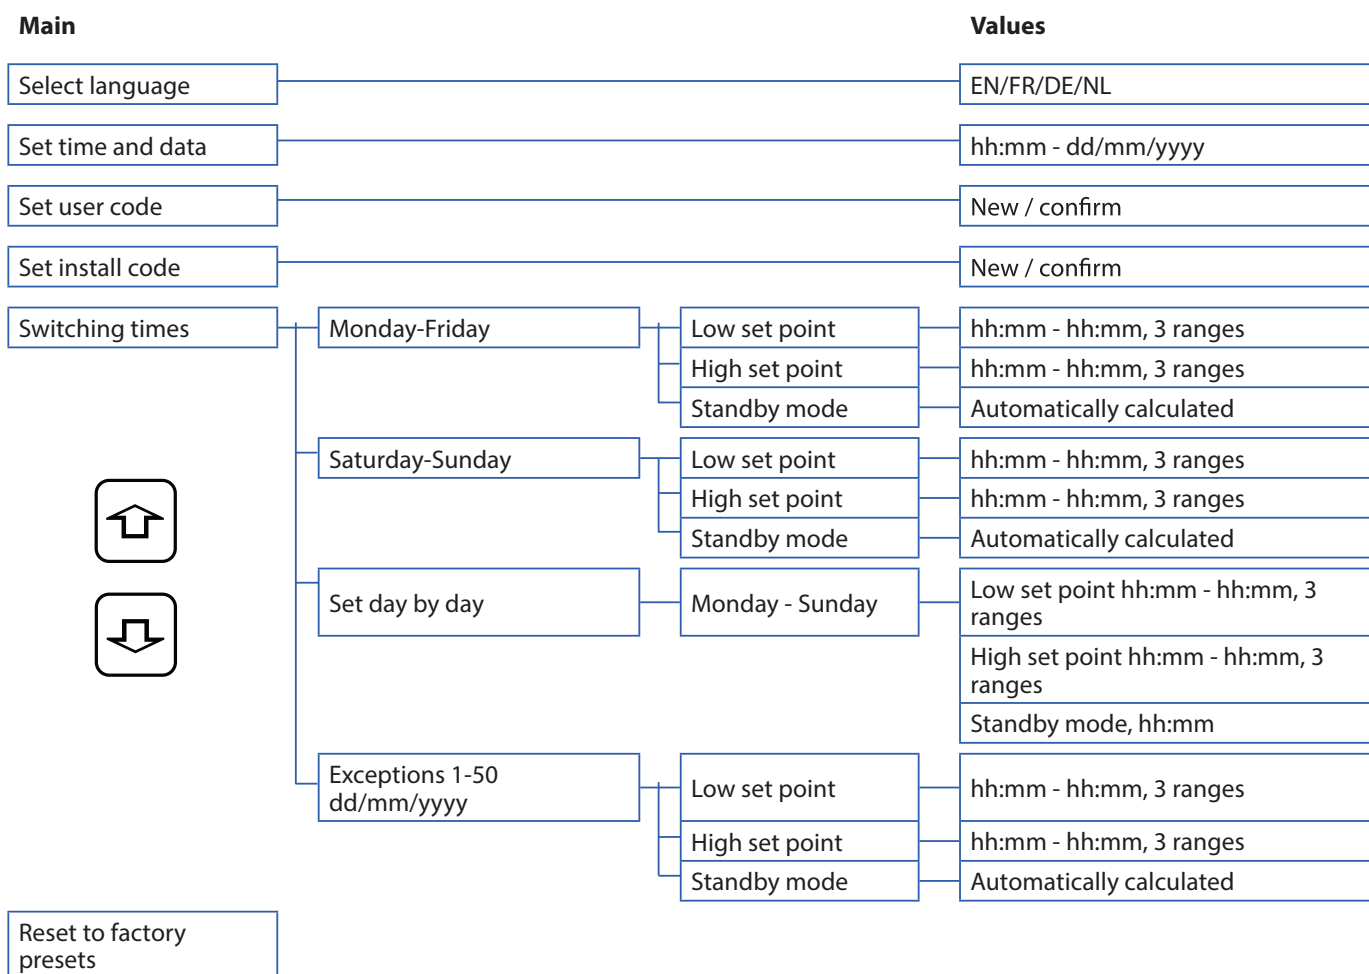 Main
Values
Select language
EN/FR/DE/NL
Set time and data
hh:mm - dd/mm/yyyy
Set user code
New / confirm
Set install code
New / confirm
Switching times
Monday-Friday
Low set point
hh:mm - hh:mm, 3 ranges
High set point
hh:mm - hh:mm, 3 ranges
Standby mode
Automatically calculated
Saturday-Sunday
Low set point
hh:mm - hh:mm, 3 ranges
High set point
hh:mm - hh:mm, 3 ranges
Standby mode
Automatically calculated
Set day by day
Monday - Sunday
Low set point hh:mm - hh:mm, 3
ranges
High set point hh:mm - hh:mm, 3
ranges
Standby mode, hh:mm
Exceptions 1-50
dd/mm/yyyy
Low set point
hh:mm - hh:mm, 3 ranges
High set point
hh:mm - hh:mm, 3 ranges
Standby mode
Automatically calculated
Reset to factory
presets